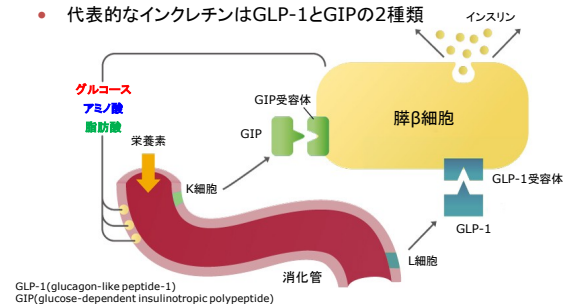 • 代表的なインクレチンはGLP-1とGIPの2種類
インスリン
グルコース
アミノ酸
脂肪酸
栄養素
GIP受容体
GIP
膵β細胞
K細胞
GLP-1受容体
GLP-1
L細胞
消化管
GLP-1(glucagon-like peptide-1)
GIP(glucose-dependent insulinotropic polypeptide)